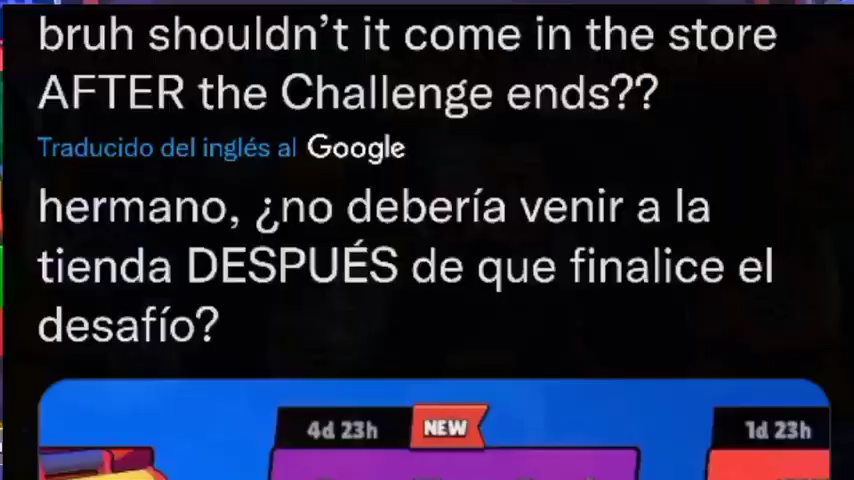 bruh shouldn't it come in the store
AFTER the Challenge ends??
Traducido del inglés al Google
hermano, ¿no debería venir a la
tienda DESPUÉS de que finalice el
desafío?
4d 23h NEW 1d 23h